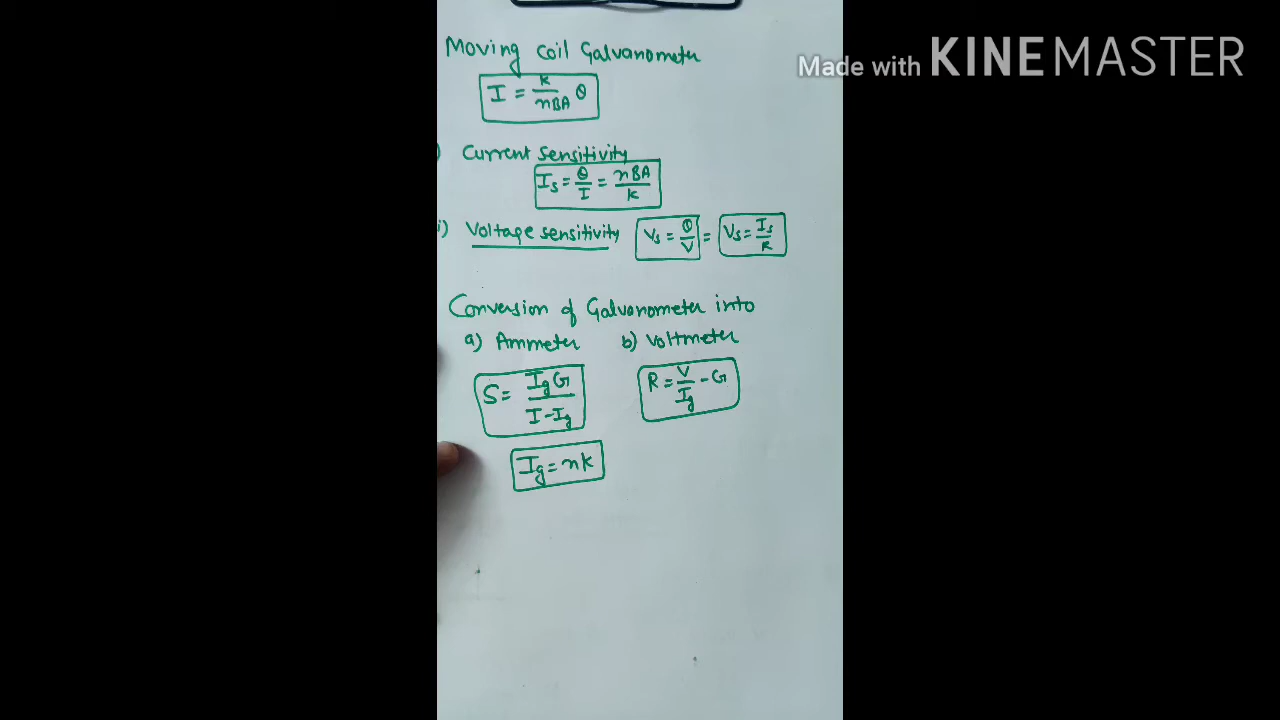 Moving Coil Galvanometer
I = k/nBA θ
) Current Sensitivity
Is = θ/I = nBA/k
i) Voltage sensitivity Vs = θ/V = Vs = Is/R
Conversion of Galvanometer into
a) Ammeter b) Voltmeter
S = IgG/I-Ig R = V/Ig - G
Ig = nk
Made with KINEMASTER